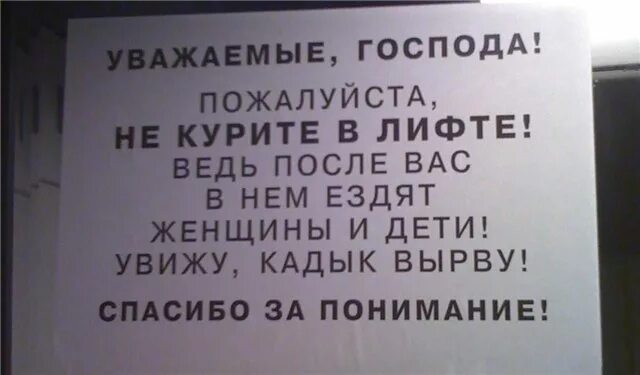 УВАЖАЕМЫЕ, ГОСПОДА!
ПОЖАЛУЙСТА,
НЕ КУРИТЕ В ЛИФТЕ!
ВЕДЬ ПОСЛЕ ВАС
В НЕМ ЕЗДЯТ
ЖЕНЩИНЫ И ДЕТИ!
УВИЖУ, КАДЫК ВЫРВУ!
СПАСИБО ЗА ПОНИМАНИЕ!